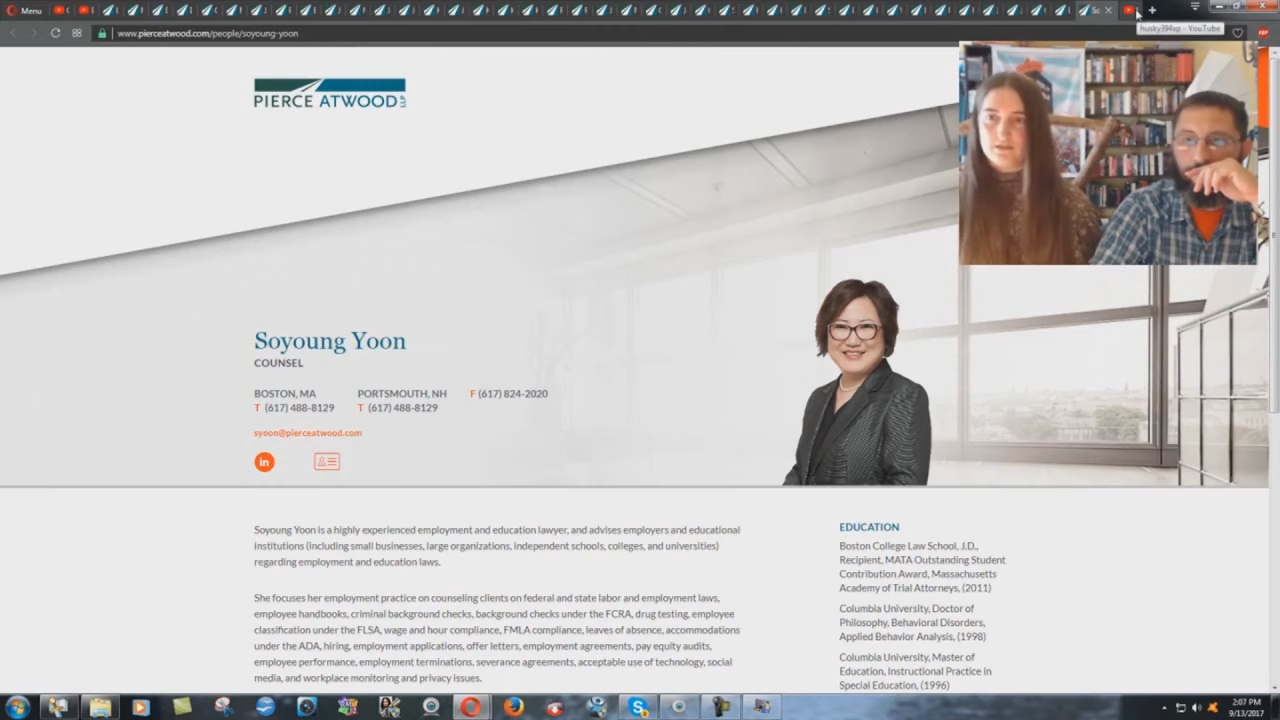 Menu
www.pierceatwood.com/people/soyoung-yoon
husky394xp - YouTube
PIERCE ATWOOD LLP
Soyoung Yoon
COUNSEL
BOSTON, MA PORTSMOUTH, NH F (617) 824-2020
T (617) 488-8129 T (617) 488-8129
syoon@pierceatwood.com
in
Soyoung Yoon is a highly experienced employment and education lawyer, and advises employers and educational
institutions (including small businesses, large organizations, independent schools, colleges, and universities)
regarding employment and education laws.
She focuses her employment practice on counseling clients on federal and state labor and employment laws,
employee handbooks, criminal background checks, background checks under the FCRA, drug testing, employee
classification under the FLSA, wage and hour compliance, FMLA compliance, leaves of absence, accommodations
under the ADA, hiring, employment applications, offer letters, employment agreements, pay equity audits,
employee performance, employment terminations, severance agreements, acceptable use of technology, social
media, and workplace monitoring and privacy issues.
EDUCATION
Boston College Law School, J.D.,
Recipient, MATA Outstanding Student
Contribution Award, Massachusetts
Academy of Trial Attorneys, (2011)
Columbia University, Doctor of
Philosophy, Behavioral Disorders,
Applied Behavior Analysis, (1998)
Columbia University, Master of
Education, Instructional Practice in
Special Education, (1996)
2:07 PM
9/13/2017